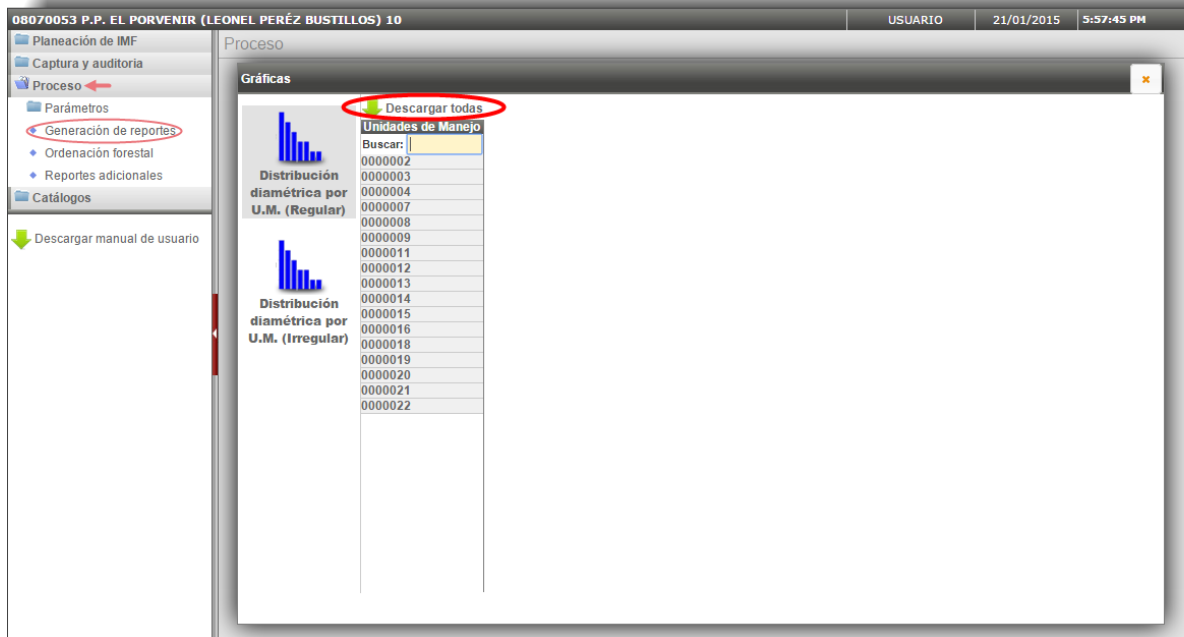 08070053 P.P. EL PORVENIR (LEONEL PERÉZ BUSTILLOS) 10
USUARIO
21/01/2015
5:57:45 PM
Planeación de IMF
Captura y auditoria
Proceso
Parámetros
Generación de reportes
Ordenación forestal
Reportes adicionales
Catálogos
Descargar manual de usuario
Proceso
Gráficas
Distribución
diamétrica por
U.M. (Regular)
Distribución
diamétrica por
U.M. (Irregular)
Descargar todas
Unidades de Manejo
Buscar:
0000002
0000003
0000004
0000007
0000008
0000009
0000011
0000012
0000013
0000014
0000015
0000016
0000018
0000019
0000020
0000021
0000022